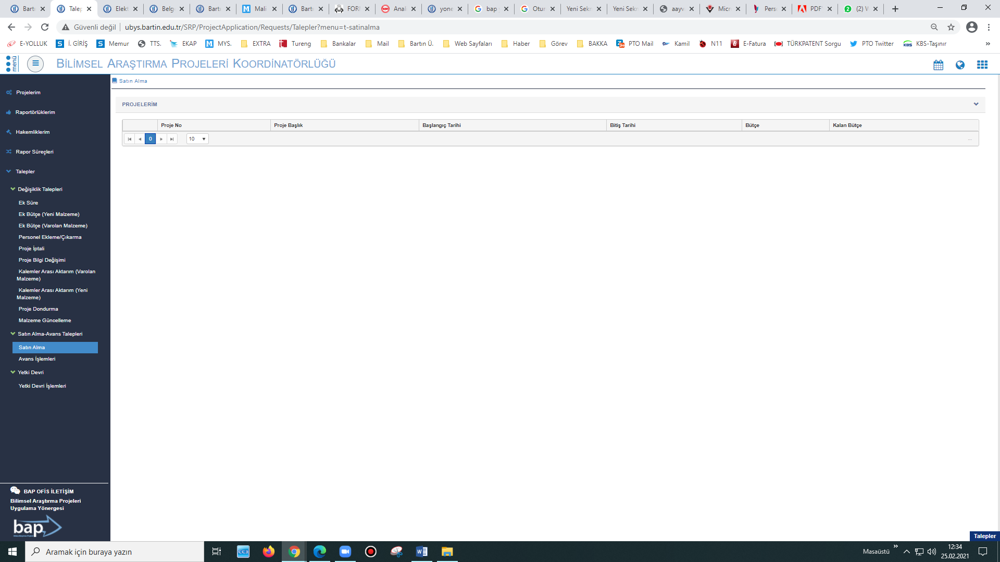 Bartı
Talep
Elekt
Belg
Bartı
Mali
Bartı
FORI
Anal
yone
bap
Otur
Yeni Sekr
Yeni Sekn
aayv
Micr
Pers
PDF'
(2) W
Güvenli değil
ubys.bartin.edu.tr/SRP/ProjectApplication/Requests/Talepler?menu=t-satinalma
E-YOLLUK
İ. GİRİŞ
Memur
TTS.
EKAP
MYS.
EXTRA
Tureng
Bankalar
Mail
Bartın Ü.
Web Sayfaları
Haber
Görev
BAKKA
PTO Mail
Kamil
N11
E-Fatura
TÜRKPATENT Sorgu
PTO Twitter
KBS-Taşınır
menü
BİLİMSEL ARAŞTIRMA PROJELERİ KOORDİNATÖRLÜĞÜ
Projelerim
Raportörlüklerim
Hakemliklerim
Rapor Süreçleri
Talepler
Değişiklik Talepleri
Ek Süre
Ek Bütçe (Yeni Malzeme)
Ek Bütçe (Varolan Malzeme)
Personel Ekleme/Çıkarma
Proje İptali
Proje Bilgi Değişimi
Kalemler Arası Aktarım (Varolan
Malzeme)
Kalemler Arası Aktarım (Yeni
Malzeme)
Proje Dondurma
Malzeme Güncelleme
Satın Alma-Avans Talepleri
Satın Alma
Avans İşlemleri
Yetki Devri
Yetki Devri İşlemleri
BAP OFİS İLETİŞİM
Bilimsel Araştırma Projeleri
Uygulama Yönergesi
bap
Satın Alma
PROJELERİM
Proje No
Proje Başlık
Başlangıç Tarihi
Bitiş Tarihi
Bütçe
Kalan Bütçe
0
10
...
Talepler
Aramak için buraya yazın
Masaüstü
12:34
25.02.2021